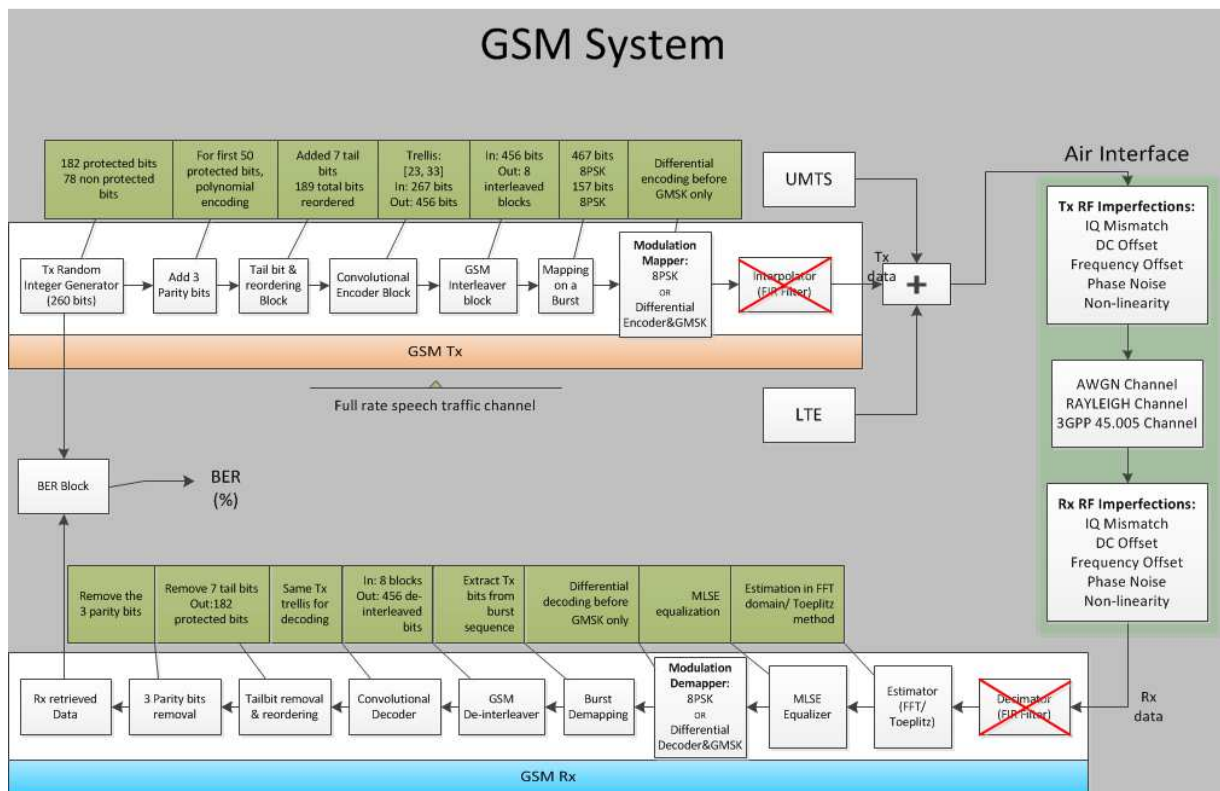 GSM System
182 protected bits
78 non protected
bits
For first 50
protected bits,
polynomial
encoding
Added 7 tail
bits
189 total bits
reordered
Trellis:
[23, 33]
In: 267 bits
Out: 456 bits
In: 456 bits
Out: 8
interleaved
blocks
467 bits
8PSK
157 bits
8PSK
Differential
encoding before
GMSK only
UMTS
Air Interface
Tx RF Imperfections:
IQ Mismatch
DC Offset
Frequency Offset
Phase Noise
Non-linearity
Tx Random
Integer Generator
(260 bits)
Add 3
Parity bits
Tail bit &
reordering
Block
Convolutional
Encoder Block
GSM
Interleaver
block
Mapping
on a
Burst
Modulation
Mapper:
8PSK
OR
Differential
Encoder&GMSK
Interpolator
(FIR Filter)
Tx
data
+
GSM Tx
Full rate speech traffic channel
LTE
AWGN Channel
RAYLEIGH Channel
3GPP 45.005 Channel
BER Block
BER
(%)
Rx RF Imperfections:
IQ Mismatch
DC Offset
Frequency Offset
Phase Noise
Non-linearity
Remove the
3 parity bits
Remove 7 tail bits
Out:182
protected bits
Same Tx
trellis for
decoding
In: 8 blocks
Out: 456 de-
interleaved
bits
Extract Tx
bits from
burst
sequence
Differential
decoding before
GMSK only
MLSE
equalization
Estimation in FFT
domain/ Toeplitz
method
Rx retrieved
Data
3 Parity bits
removal
Tailbit removal
& reordering
Convolutional
Decoder
GSM
De-interleaver
Burst
Demapping
Modulation
Demapper:
8PSK
OR
Differential
Decoder&GMSK
MLSE
Equalizer
Estimator
(FFT/
Toeplitz)
Decimator
(FIR Filter)
Rx
data
GSM Rx